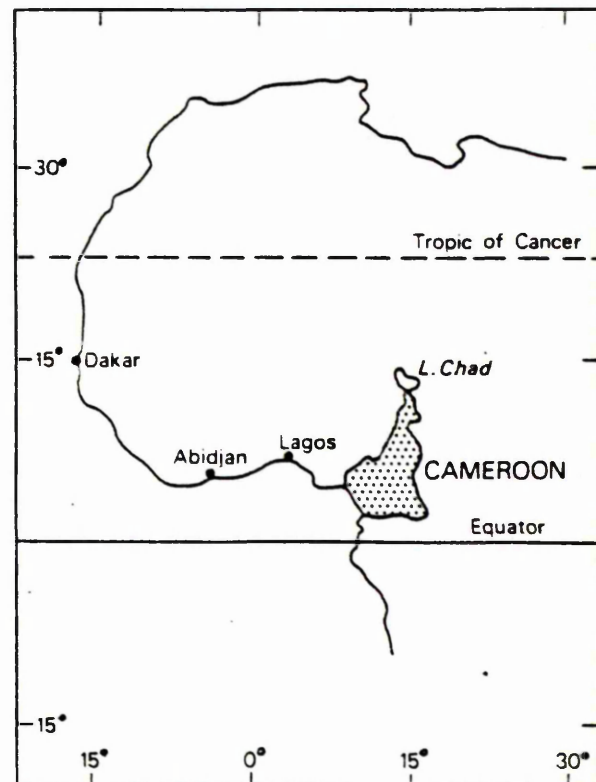 30°
Tropic of Cancer
15° Dakar
L. Chad
Abidjan
Lagos
CAMEROON
Equator
15°
15° 0° 15° 30°